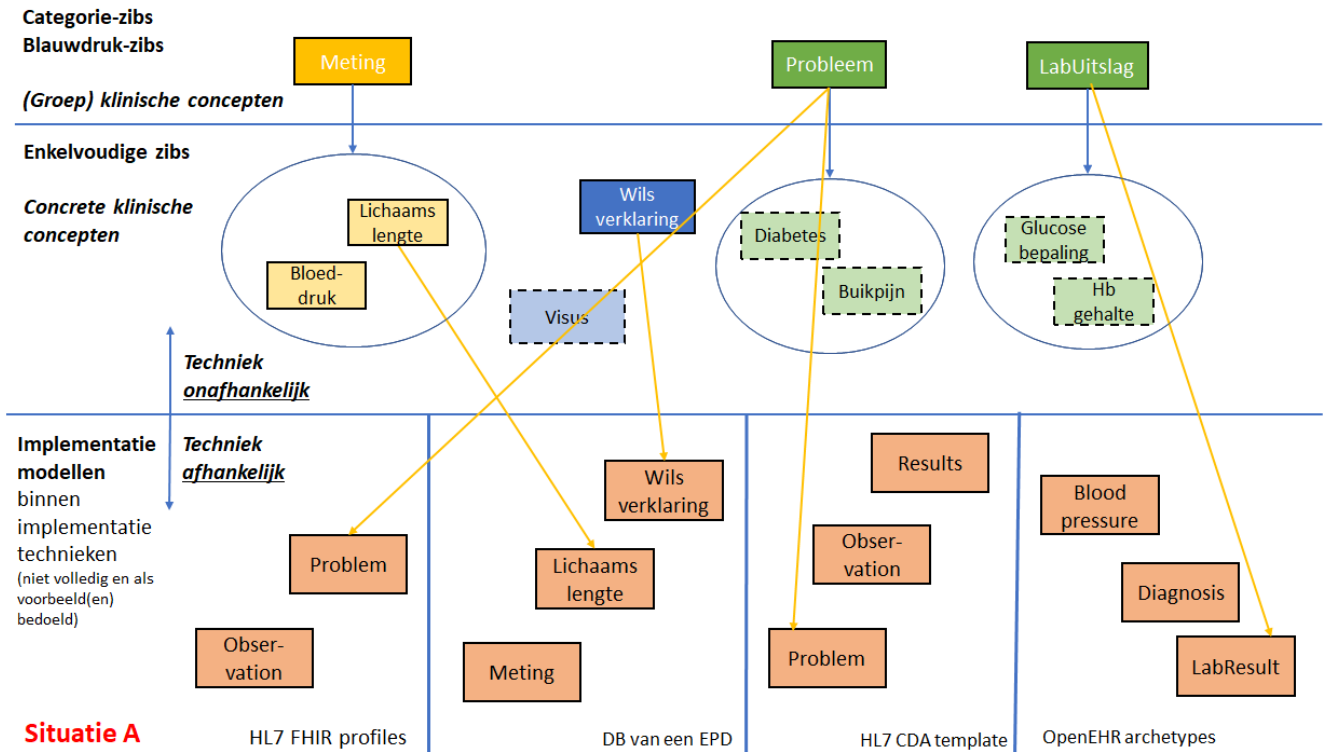 Categorie-zibs
Blauwdruk-zibs
(Groep) klinische concepten
Meting
Probleem
LabUitslag
Enkelvoudige zibs
Concrete klinische
concepten
Lichaams
lengte
Bloed-
druk
Wils
verklaring
Visus
Diabetes
Buikpijn
Glucose
bepaling
Hb
gehalte
Techniek
onafhankelijk
Implementatie
modellen
binnen
implementatie
technieken
(niet volledig en als
voorbeeld(en)
bedoeld)
Techniek
afhankelijk
Problem
Obser-
vation
Wils
verklaring
Lichaams
lengte
Meting
Results
Obser-
vation
Problem
Blood
pressure
Diagnosis
LabResult
Situatie A
HL7 FHIR profiles
DB van een EPD
HL7 CDA template
OpenEHR archetypes